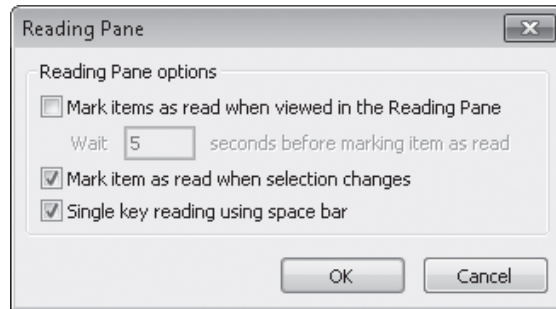 Reading Pane
Reading Pane options
Mark items as read when viewed in the Reading Pane
Wait 5 seconds before marking item as read
Mark item as read when selection changes
Single key reading using space bar
OK Cancel